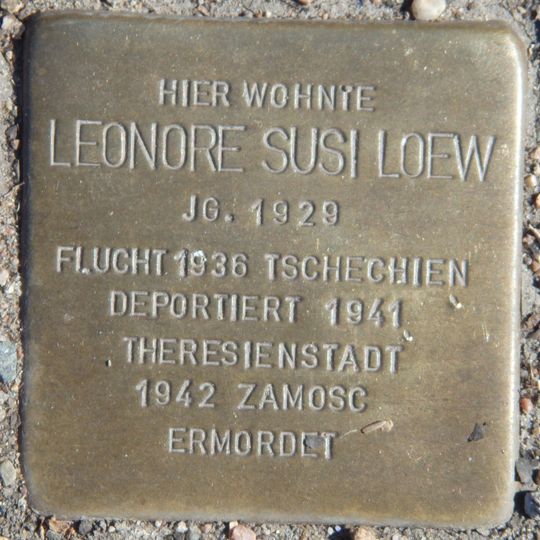 HIER WOHNTE
LEONORE SUSI LOEW
JG. 1929
FLUCHT 1936 TSCHECHIEN
DEPORTIERT 1941
THERESIENSTADT
1942 ZAMOSC
ERMORDET